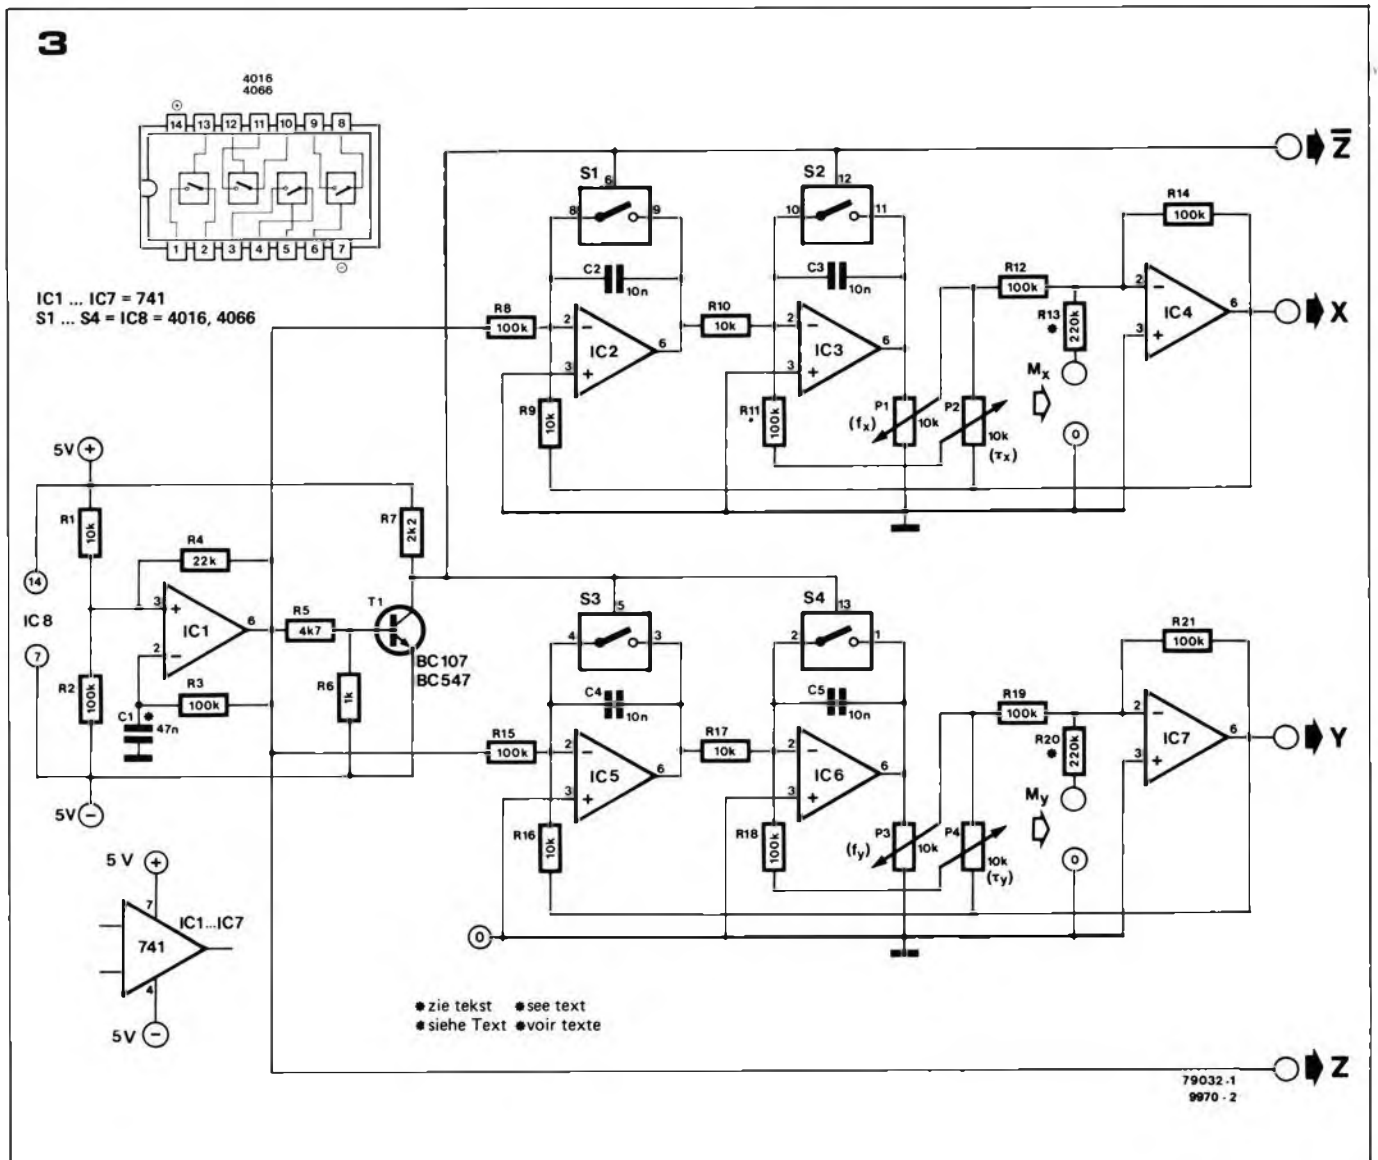 3
4016
4066
14 13 12 11 10 9 8
1 2 3 4 5 6 7
IC1 ... IC7 = 741
S1 ... S4 = IC8 = 4016, 4066
Z
S1
6
8
9
C2
10n
R8
100k
2
3
6
IC2
R9
10k
S2
12
10
11
C3
10n
R10
10k
2
3
6
IC3
R11
100k
P1
(fx)
10k
P2
10k
(τx)
R12
100k
R13
220k
Mx
0
R14
100k
2
3
6
IC4
X
5V +
R1
10k
R4
22k
14
IC8
7
3
2
6
IC1
R2
100k
R3
100k
C1
47n
5V −
R5
4k7
R6
1k
R7
2k2
T1
BC107
BC547
S3
5
4
3
C4
10n
R15
100k
2
3
6
IC5
R16
10k
S4
13
2
1
C5
10n
R17
10k
2
3
6
IC6
R18
100k
P3
(fy)
10k
P4
10k
(τy)
R19
100k
R20
220k
My
0
R21
100k
2
3
6
IC7
Y
0
5 V +
7
IC1...IC7
741
4
5V −
* zie tekst * see text
* siehe Text * voir texte
Z
79032-1
9970 - 2